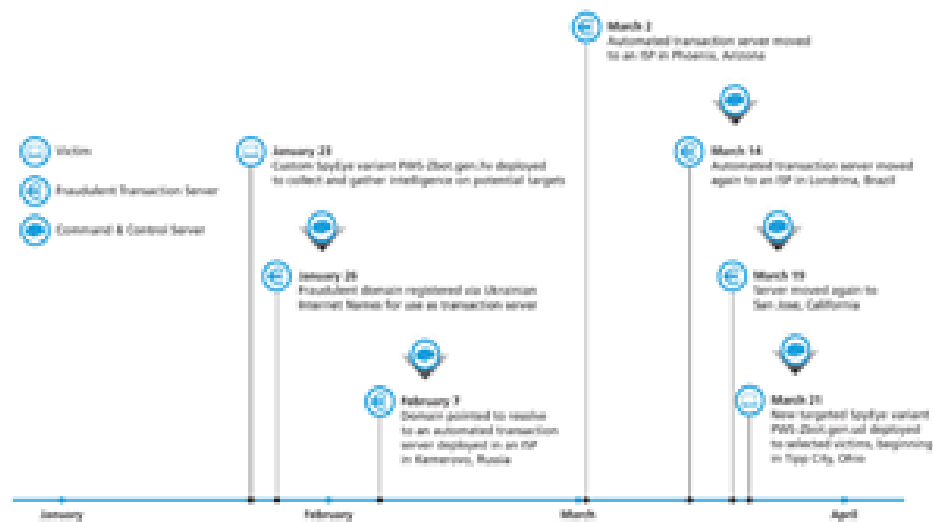 Victim
Fraudulent Transaction Server
Command & Control Server
January 23
Custom SpyEye variant PWS-Zbot.gen.hv deployed
to collect and gather intelligence on potential targets
January 26
Fraudulent domain registered via Ukrainian
Internet Names for use as transaction server
February 7
Domain pointed to resolve
to an automated transaction
server deployed in an ISP
in Kemerovo, Russia
March 2
Automated transaction server moved
to an ISP in Phoenix, Arizona
March 14
Automated transaction server moved
again to an ISP in Londrina, Brazil
March 19
Server moved again to
San Jose, California
March 21
New targeted SpyEye variant
deployed
to selected victims, beginning
in Tipp City, Ohio
January
February
March
April